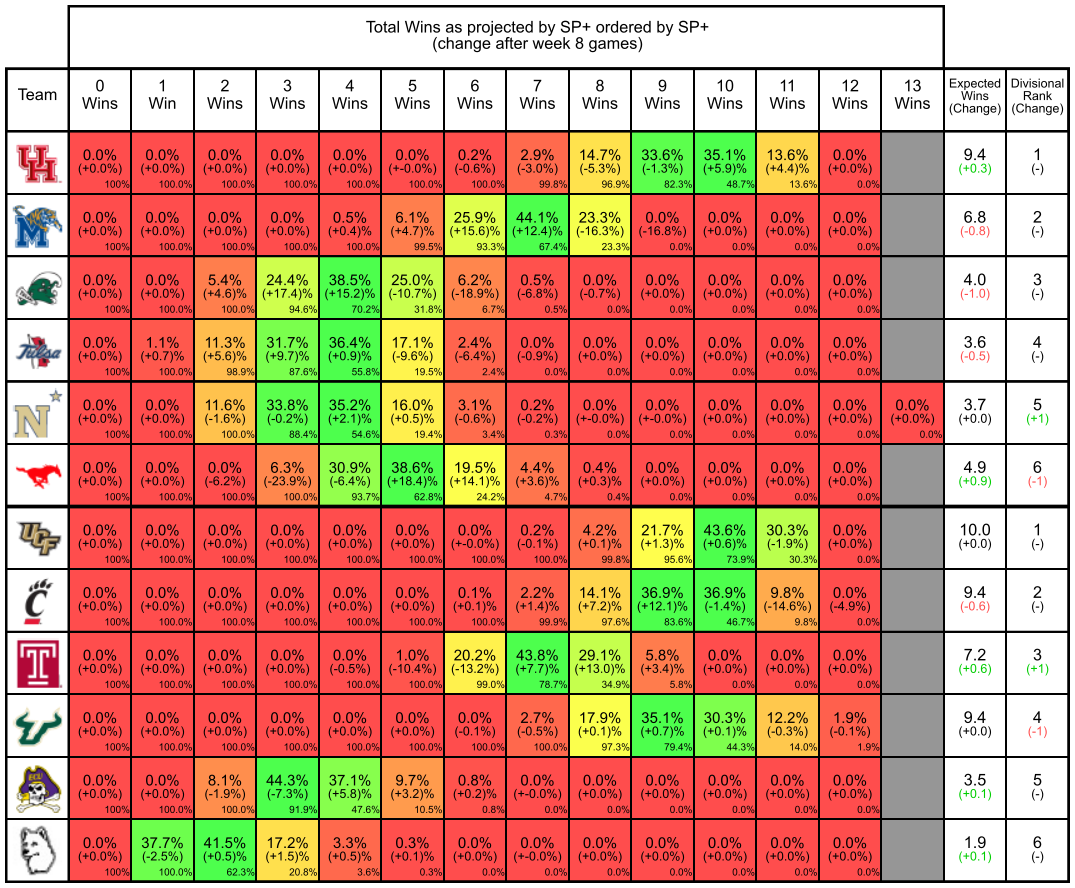 Total Wins as projected by SP+ ordered by SP+
(change after week 8 games)
Team 0 Wins 1 Win 2 Wins 3 Wins 4 Wins 5 Wins 6 Wins 7 Wins 8 Wins 9 Wins 10 Wins 11 Wins 12 Wins 13 Wins Expected Wins (Change) Divisional Rank (Change)
UH 0.0% 0.0% 0.0% 0.0% 0.0% 0.0% 0.2% 2.9% 14.7% 33.6% 35.1% 13.6% 0.0% 9.4 1
(+0.0%) (+0.0%) (+0.0%) (+0.0%) (+0.0%) (+-0.0%) (-0.6%) (-3.0%) (-5.3%) (-1.3%) (+5.9%) (+4.4%) (+0.0%) (+0.3) (-)
100% 100.0% 100.0% 100.0% 100.0% 100.0% 100.0% 99.8% 96.9% 82.3% 48.7% 13.6% 0.0%
M 0.0% 0.0% 0.0% 0.0% 0.5% 6.1% 25.9% 44.1% 23.3% 0.0% 0.0% 0.0% 0.0% 6.8 2
(+0.0%) (+0.0%) (+0.0%) (+0.0%) (+0.4)% (+4.7)% (+15.6)% (+12.4)% (-16.3)% (-16.8%) (+0.0%) (+0.0%) (+0.0%) (-0.8) (-)
100% 100.0% 100.0% 100.0% 100.0% 99.5% 93.3% 67.4% 23.3% 0.0% 0.0% 0.0% 0.0%
0.0% 0.0% 5.4% 24.4% 38.5% 25.0% 6.2% 0.5% 0.0% 0.0% 0.0% 0.0% 0.0% 4.0 3
(+0.0%) (+0.0%) (+4.6)% (+17.4)% (+15.2)% (-10.7)% (-18.9%) (-6.8%) (-0.7%) (+0.0%) (+0.0%) (+0.0%) (+0.0%) (-1.0) (-)
100% 100.0% 100.0% 94.6% 70.2% 31.8% 6.7% 0.5% 0.0% 0.0% 0.0% 0.0% 0.0%
Tulsa 0.0% 1.1% 11.3% 31.7% 36.4% 17.1% 2.4% 0.0% 0.0% 0.0% 0.0% 0.0% 0.0% 3.6 4
(+0.0%) (+0.7)% (+5.6)% (+9.7)% (+0.9)% (-9.6%) (-6.4%) (-0.9%) (+0.0%) (+0.0%) (+0.0%) (+0.0%) (+0.0%) (-0.5) (-)
100% 100.0% 98.9% 87.6% 55.8% 19.5% 2.4% 0.0% 0.0% 0.0% 0.0% 0.0% 0.0%
N 0.0% 0.0% 11.6% 33.8% 35.2% 16.0% 3.1% 0.2% 0.0% 0.0% 0.0% 0.0% 0.0% 0.0% 3.7 5
(+0.0%) (+0.0%) (-1.6%) (-0.2%) (+2.1)% (+0.5)% (-0.6%) (-0.2%) (+-0.0%) (+-0.0%) (+0.0%) (+0.0%) (+0.0%) (+0.0%) (+0.0) (+1)
100% 100.0% 100.0% 88.4% 54.6% 19.4% 3.4% 0.3% 0.0% 0.0% 0.0% 0.0% 0.0% 0.0%
0.0% 0.0% 0.0% 6.3% 30.9% 38.6% 19.5% 4.4% 0.4% 0.0% 0.0% 0.0% 0.0% 4.9 6
(+0.0%) (+0.0%) (-6.2%) (-23.9%) (-6.4%) (+18.4)% (+14.1)% (+3.6)% (+0.3)% (+0.0%) (+0.0%) (+0.0%) (+0.0%) (+0.9) (-1)
100% 100.0% 100.0% 100.0% 93.7% 62.8% 24.2% 4.7% 0.4% 0.0% 0.0% 0.0% 0.0%
UCF 0.0% 0.0% 0.0% 0.0% 0.0% 0.0% 0.0% 0.2% 4.2% 21.7% 43.6% 30.3% 0.0% 10.0 1
(+0.0%) (+0.0%) (+0.0%) (+0.0%) (+0.0%) (+0.0%) (+-0.0%) (-0.1%) (+0.1)% (+1.3)% (+0.6)% (-1.9)% (+0.0%) (+0.0) (-)
100% 100.0% 100.0% 100.0% 100.0% 100.0% 100.0% 100.0% 99.8% 95.6% 73.9% 30.3% 0.0%
C 0.0% 0.0% 0.0% 0.0% 0.0% 0.0% 0.1% 2.2% 14.1% 36.9% 36.9% 9.8% 0.0% 9.4 2
(+0.0%) (+0.0%) (+0.0%) (+0.0%) (+0.0%) (+0.0%) (+0.1)% (+1.4)% (+7.2)% (+12.1)% (-1.4%) (-14.6%) (-4.9%) (-0.6) (-)
100% 100.0% 100.0% 100.0% 100.0% 100.0% 100.0% 99.9% 97.6% 83.6% 46.7% 9.8% 0.0%
T 0.0% 0.0% 0.0% 0.0% 0.0% 1.0% 20.2% 43.8% 29.1% 5.8% 0.0% 0.0% 0.0% 7.2 3
(+0.0%) (+0.0%) (+0.0%) (+0.0%) (-0.5%) (-10.4%) (-13.2%) (+7.7)% (+13.0)% (+3.4)% (+0.0%) (+0.0%) (+0.0%) (+0.6) (+1)
100% 100.0% 100.0% 100.0% 100.0% 100.0% 99.0% 78.7% 34.9% 5.8% 0.0% 0.0% 0.0%
0.0% 0.0% 0.0% 0.0% 0.0% 0.0% 0.0% 2.7% 17.9% 35.1% 30.3% 12.2% 1.9% 9.4 4
(+0.0%) (+0.0%) (+0.0%) (+0.0%) (+0.0%) (+0.0%) (-0.1%) (-0.5%) (+0.1)% (+0.7)% (+0.1)% (-0.3)% (-0.1%) (+0.0) (-1)
100% 100.0% 100.0% 100.0% 100.0% 100.0% 100.0% 100.0% 97.3% 79.4% 44.3% 14.0% 1.9%
ECU 0.0% 0.0% 8.1% 44.3% 37.1% 9.7% 0.8% 0.0% 0.0% 0.0% 0.0% 0.0% 0.0% 3.5 5
(+0.0%) (+0.0%) (-1.9%) (-7.3%) (+5.8)% (+3.2)% (+0.2)% (+-0.0%) (+0.0%) (+0.0%) (+0.0%) (+0.0%) (+0.0%) (+0.1) (-)
100% 100.0% 100.0% 91.9% 47.6% 10.5% 0.8% 0.0% 0.0% 0.0% 0.0% 0.0% 0.0%
0.0% 37.7% 41.5% 17.2% 3.3% 0.3% 0.0% 0.0% 0.0% 0.0% 0.0% 0.0% 0.0% 1.9 6
(+0.0%) (-2.5%) (+0.5)% (+1.5)% (+0.5)% (+0.1)% (+0.0%) (+-0.0%) (+0.0%) (+0.0%) (+0.0%) (+0.0%) (+0.0%) (+0.1) (-)
100% 100.0% 62.3% 20.8% 3.6% 0.3% 0.0% 0.0% 0.0% 0.0% 0.0% 0.0% 0.0%